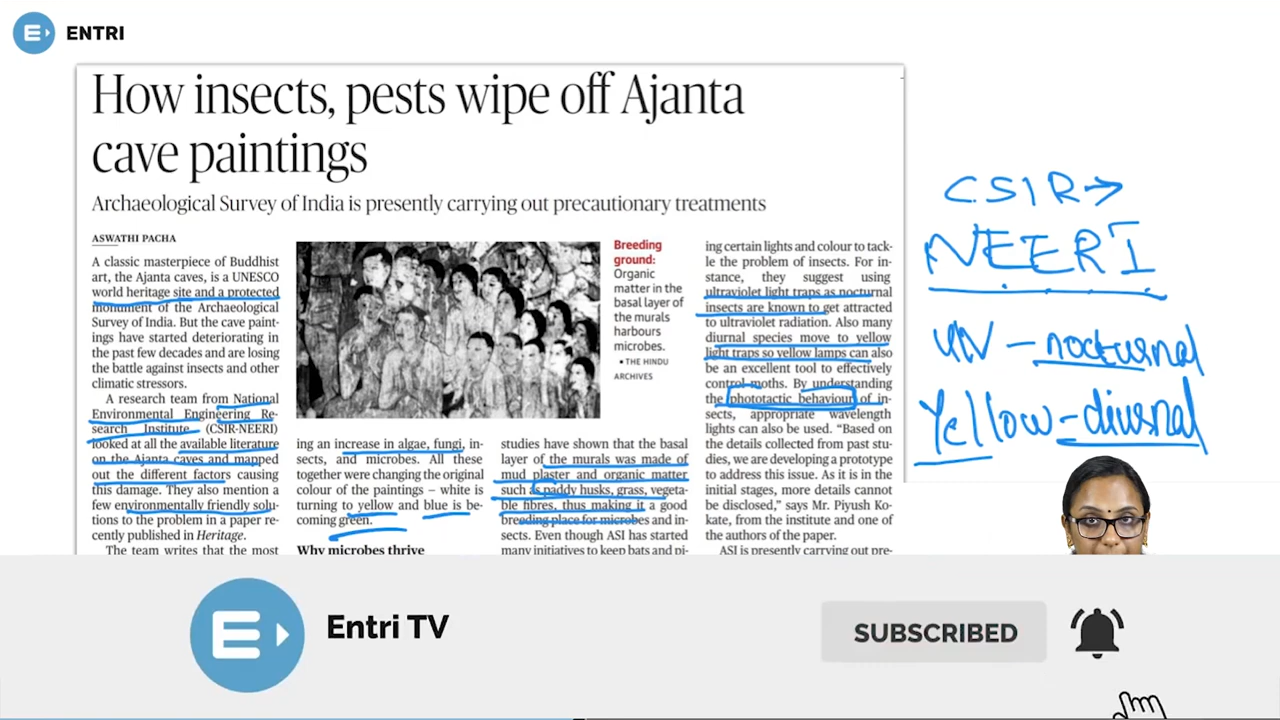 ENTRI
How insects, pests wipe off Ajanta
cave paintings
Archaeological Survey of India is presently carrying out precautionary treatments
ASWATHI PACHA
A classic masterpiece of Buddhist
art, the Ajanta caves, is a UNESCO
world heritage site and a protected
monument of the Archaeological
Survey of India. But the cave paint-
ings have started deteriorating in
the past few decades and are losing
the battle against insects and other
climatic stressors.
A research team from National
Environmental Engineering Re-
search Institute (CSIR-NEERI)
looked at all the available literature
on the Ajanta caves and mapped
out the different factors causing
this damage. They also mention a
few environmentally friendly solu-
tions to the problem in a paper re-
cently published in Heritage.
The team writes that the most
Breeding
ground:
Organic
matter in the
basal layer of
the murals
harbours
microbes.
• THE HINDU
ARCHIVES
ing an increase in algae, fungi, in-
sects, and microbes. All these
together were changing the original
colour of the paintings – white is
turning to yellow and blue is be-
coming green.
Why microbes thrive
studies have shown that the basal
layer of the murals was made of
mud plaster and organic matter
such as paddy husks, grass, vegeta-
ble fibres, thus making it a good
breeding place for microbes and in-
sects. Even though ASI has started
many initiatives to keep bats and pi-
ing certain lights and colour to tack-
le the problem of insects. For in-
stance, they suggest using
ultraviolet light traps as nocturnal
insects are known to get attracted
to ultraviolet radiation. Also many
diurnal species move to yellow
light traps so yellow lamps can also
be an excellent tool to effectively
control moths. By understanding
the phototactic behaviour of in-
sects, appropriate wavelength
lights can also be used. “Based on
the details collected from past stu-
dies, we are developing a prototype
to address this issue. As it is in the
initial stages, more details cannot
be disclosed,” says Mr. Piyush Ko-
kate, from the institute and one of
the authors of the paper.
ASI is presently carrying out pre-
CSIR→
NEERI
UV – nocturnal
Yellow – diurnal
E
Entri TV
SUBSCRIBED